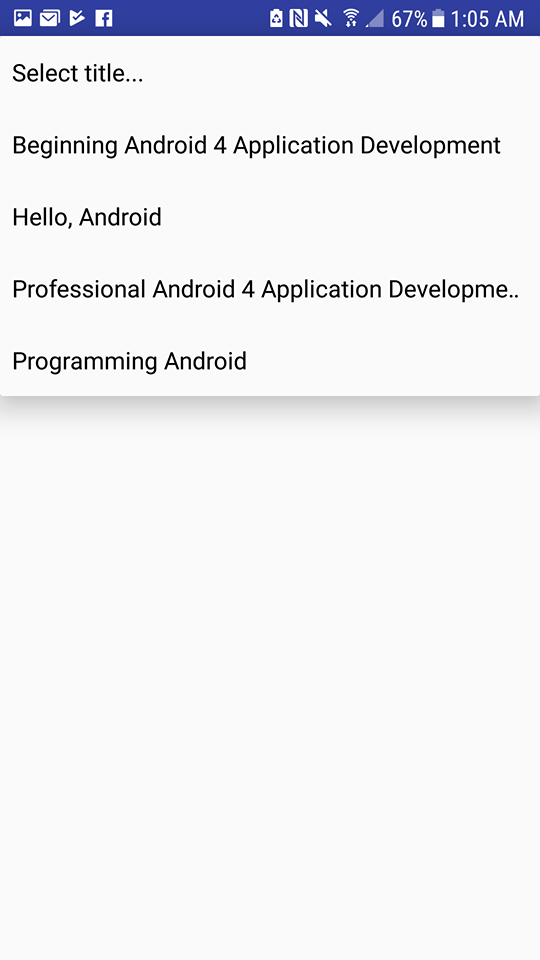 67% 1:05 AM
Select title...
Beginning Android 4 Application Development
Hello, Android
Professional Android 4 Application Developme..
Programming Android